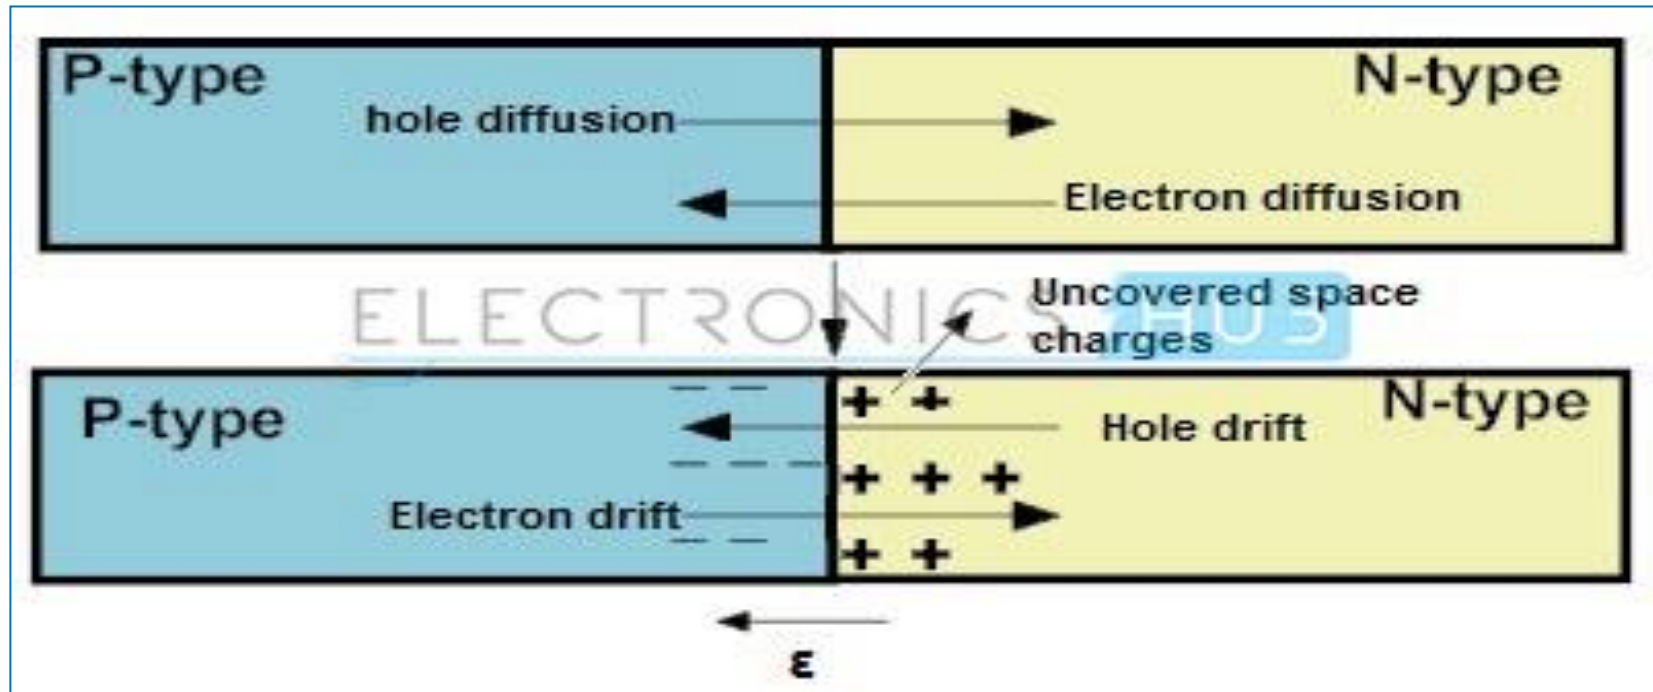 P-type
N-type
hole diffusion
Electron diffusion
ELECTRONICS HUB
Uncovered space
charges
P-type
- -
+ +
N-type
Hole drift
- - -
+ + +
Electron drift
- -
+ +
ε